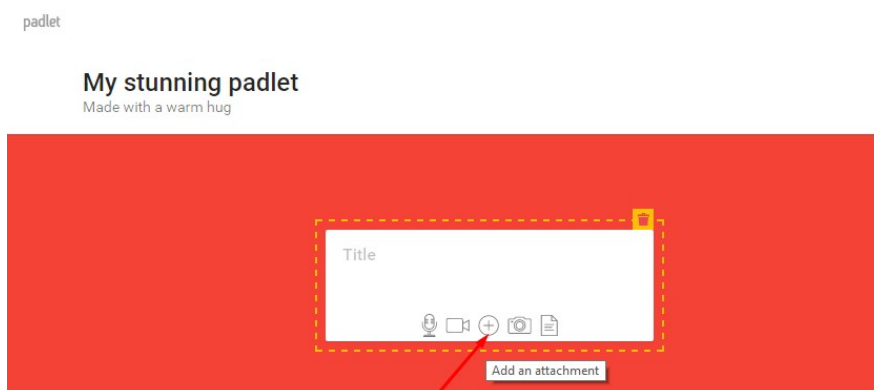 padlet
My stunning padlet
Made with a warm hug
Title
Add an attachment